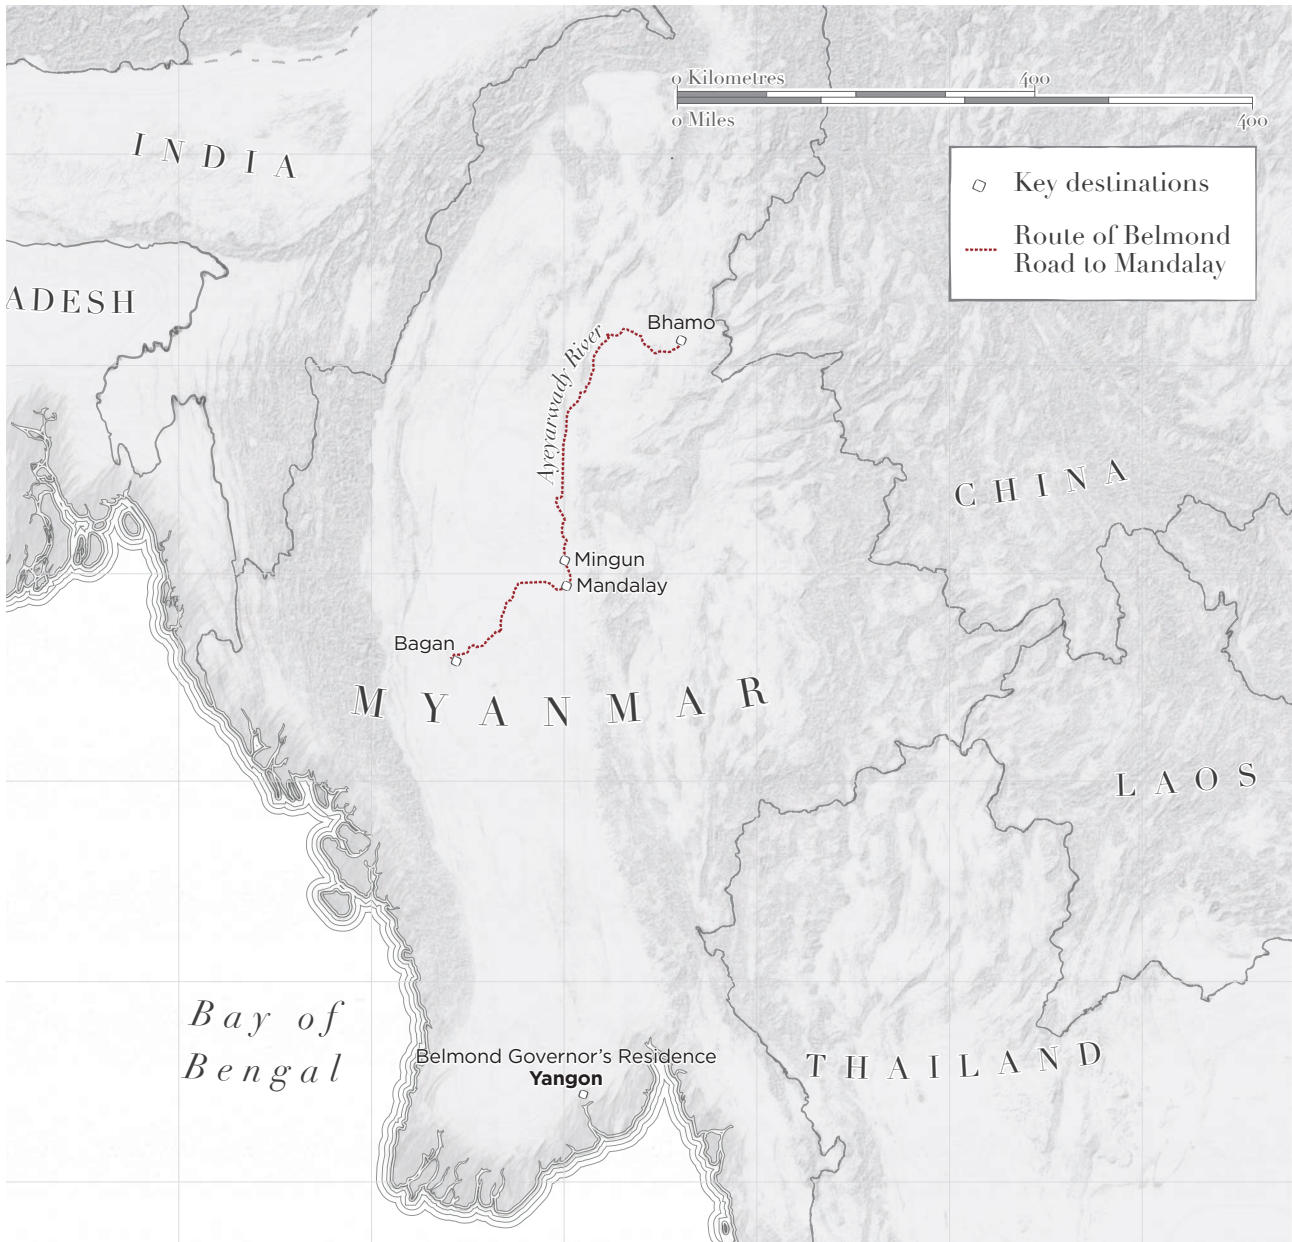 0 Kilometres
400
0 Miles
400
INDIA
Key destinations
Route of Belmond
Road to Mandalay
ADESH
Bhamo
Ayeyarwady River
CHINA
Mingun
Mandalay
Bagan
MYANMAR
LAOS
Bay of
Bengal
Belmond Governor's Residence
Yangon
THAILAND